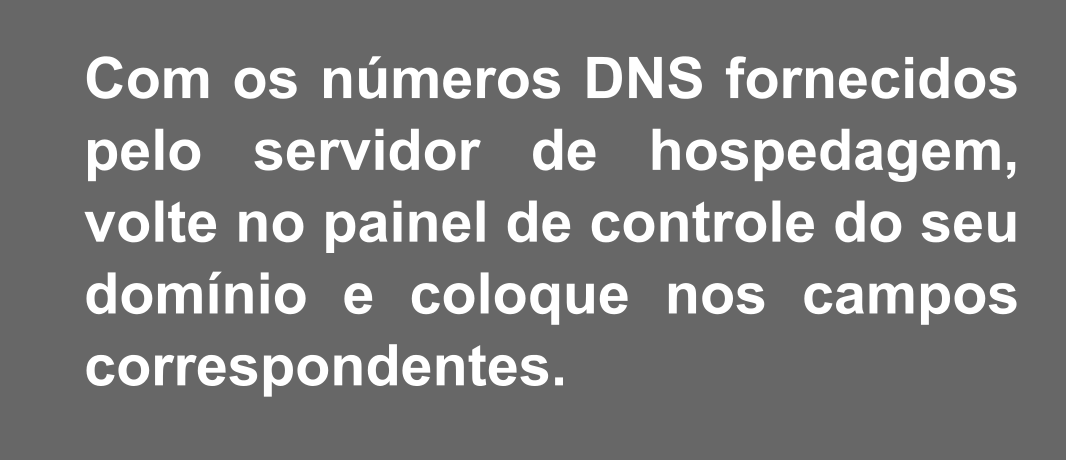 Com os números DNS fornecidos
pelo servidor de hospedagem,
volte no painel de controle do seu
domínio e coloque nos campos
correspondentes.